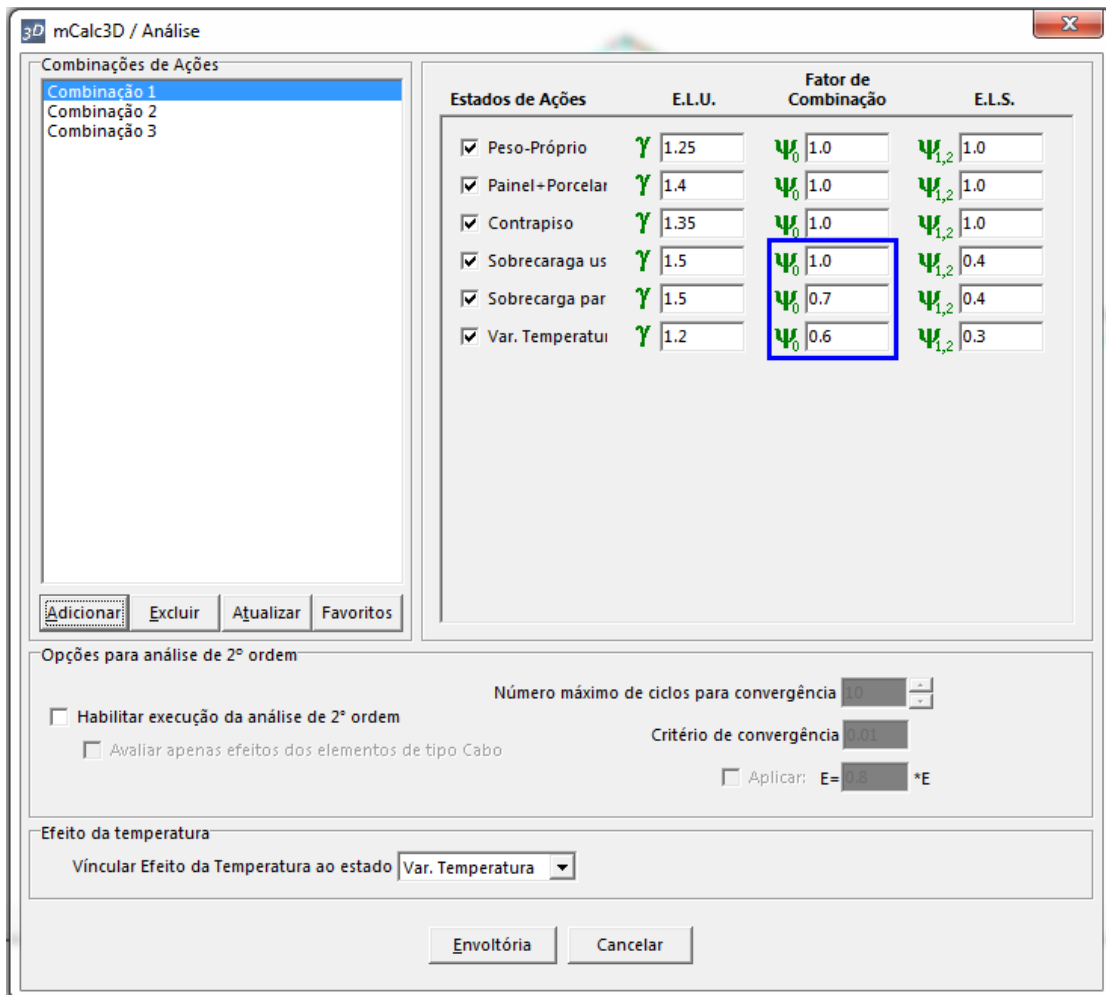 3D mCalc3D / Análise
Combinações de Ações
Combinação 1
Combinação 2
Combinação 3
Adicionar Excluir Atualizar Favoritos
Estados de Ações E.L.U. Fator de Combinação E.L.S.
Peso-Próprio γ 1.25 Ψ0 1.0 Ψ1,2 1.0
Painel+Porcelar γ 1.4 Ψ0 1.0 Ψ1,2 1.0
Contrapiso γ 1.35 Ψ0 1.0 Ψ1,2 1.0
Sobrecaraga us γ 1.5 Ψ0 1.0 Ψ1,2 0.4
Sobrecarga par γ 1.5 Ψ0 0.7 Ψ1,2 0.4
Var. Temperatui γ 1.2 Ψ0 0.6 Ψ1,2 0.3
Opções para análise de 2º ordem
Habilitar execução da análise de 2° ordem
Avaliar apenas efeitos dos elementos de tipo Cabo
Número máximo de ciclos para convergência 10
Critério de convergência 0.01
Aplicar: E= 0.8 *E
Efeito da temperatura
Víncular Efeito da Temperatura ao estado Var. Temperatura
Envoltória Cancelar